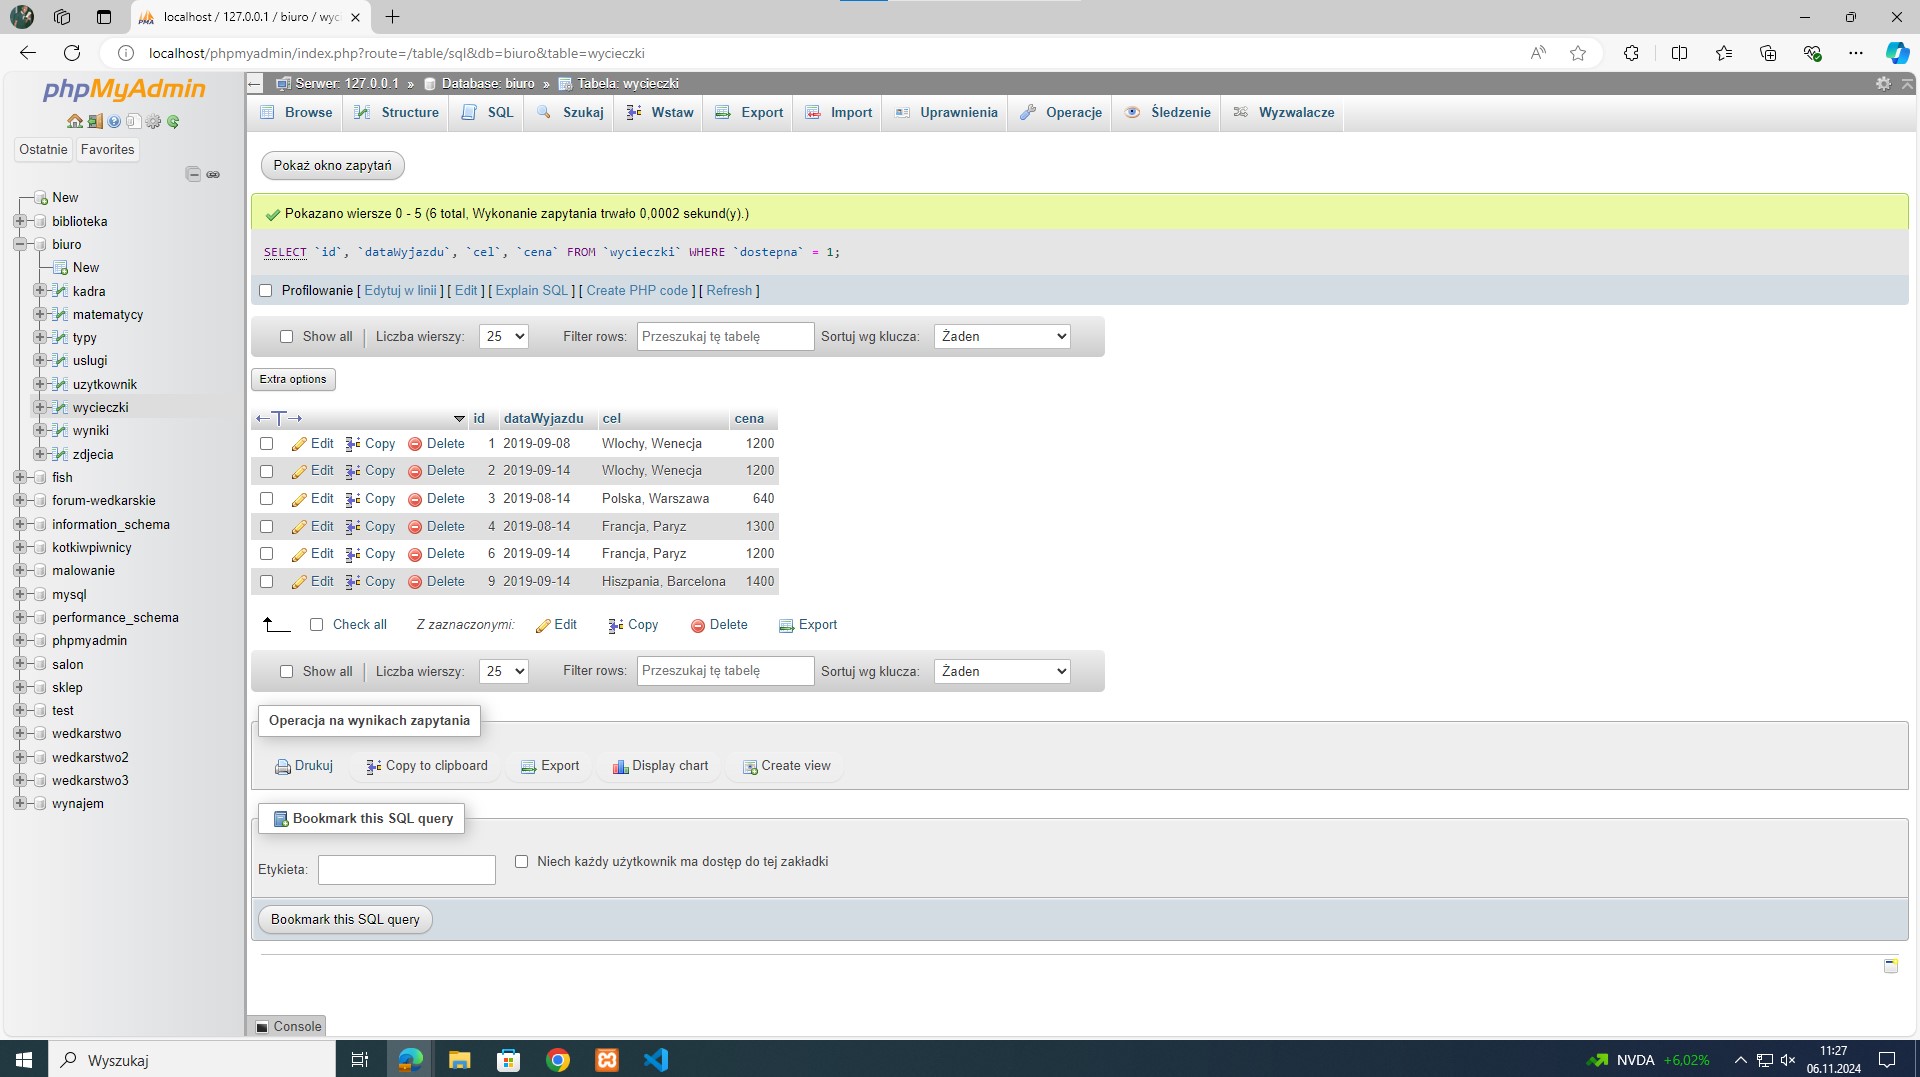 localhost / 127.0.0.1 / biuro / wyci
localhost/phpmyadmin/index.php?route=/table/sql&db=biuro&table=wycieczki
phpMyAdmin
Ostatnie Favorites
New
biblioteka
biuro
New
kadra
matematycy
typy
uslugi
uzytkownik
wycieczki
wyniki
zdjecia
fish
forum-wedkarskie
information_schema
kotkiwpiwnicy
malowanie
mysql
performance_schema
phpmyadmin
salon
sklep
test
wedkarstwo
wedkarstwo2
wedkarstwo3
wynajem
Serwer: 127.0.0.1 » Database: biuro » Tabela: wycieczki
Browse Structure SQL Szukaj Wstaw Export Import Uprawnienia Operacje Śledzenie Wyzwalacze
Pokaż okno zapytań
Pokazano wiersze 0 - 5 (6 total, Wykonanie zapytania trwało 0,0002 sekund(y).)
SELECT `id`, `dataWyjazdu`, `cel`, `cena` FROM `wycieczki` WHERE `dostepna` = 1;
Profilowanie [ Edytuj w linii ] [ Edit ] [ Explain SQL ] [ Create PHP code ] [ Refresh ]
Show all Liczba wierszy: 25 Filter rows: Przeszukaj tę tabelę Sortuj wg klucza: Żaden
Extra options
←T→ id dataWyjazdu cel cena
Edit Copy Delete 1 2019-09-08 Wlochy, Wenecja 1200
Edit Copy Delete 2 2019-09-14 Wlochy, Wenecja 1200
Edit Copy Delete 3 2019-08-14 Polska, Warszawa 640
Edit Copy Delete 4 2019-08-14 Francja, Paryz 1300
Edit Copy Delete 6 2019-09-14 Francja, Paryz 1200
Edit Copy Delete 9 2019-09-14 Hiszpania, Barcelona 1400
Check all Z zaznaczonymi: Edit Copy Delete Export
Show all Liczba wierszy: 25 Filter rows: Przeszukaj tę tabelę Sortuj wg klucza: Żaden
Operacja na wynikach zapytania
Drukuj Copy to clipboard Export Display chart Create view
Bookmark this SQL query
Etykieta: Niech każdy użytkownik ma dostęp do tej zakładki
Bookmark this SQL query
Console
Wyszukaj
NVDA +6,02%
11:27
06.11.2024